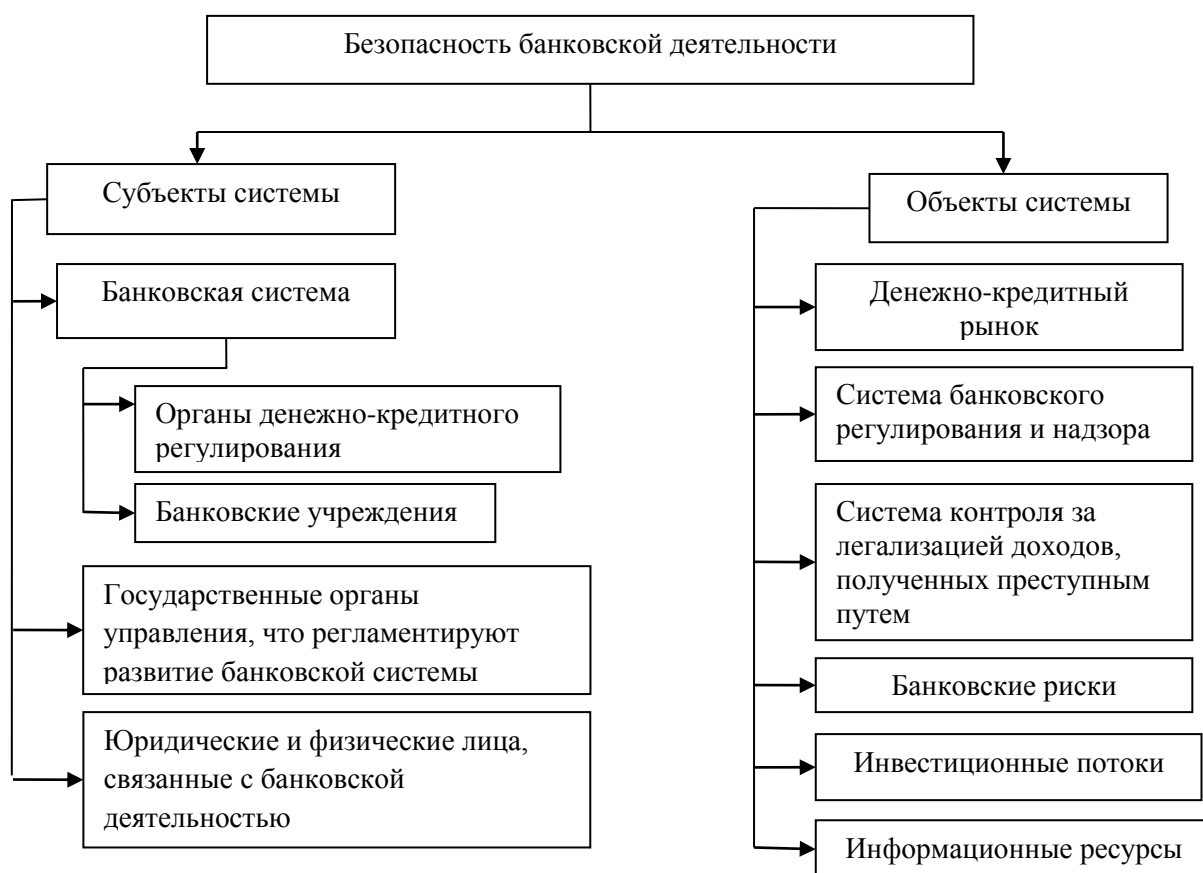 Безопасность банковской деятельности
Субъекты системы
Банковская система
Органы денежно-кредитного
регулирования
Банковские учреждения
Государственные органы
управления, что регламентируют
развитие банковской системы
Юридические и физические лица,
связанные с банковской
деятельностью
Объекты системы
Денежно-кредитный
рынок
Система банковского
регулирования и надзора
Система контроля за
легализацией доходов,
полученных преступным
путем
Банковские риски
Инвестиционные потоки
Информационные ресурсы